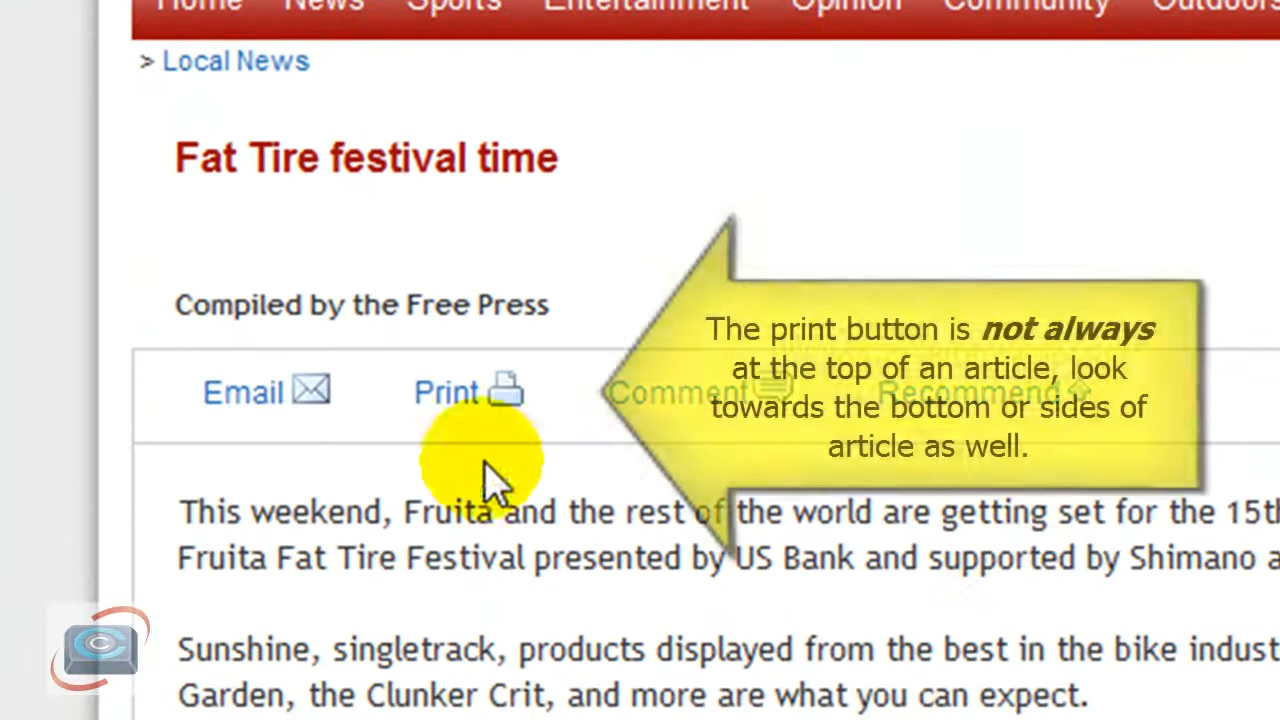 Home News Sports Entertainment Opinion Community Outdoors
> Local News
Fat Tire festival time
Compiled by the Free Press
Email Print Comment Recommend
The print button is not always
at the top of an article, look
towards the bottom or sides of
article as well.
This weekend, Fruita and the rest of the world are getting set for the 15th
Fruita Fat Tire Festival presented by US Bank and supported by Shimano a
Sunshine, singletrack, products displayed from the best in the bike indust
Garden, the Clunker Crit, and more are what you can expect.